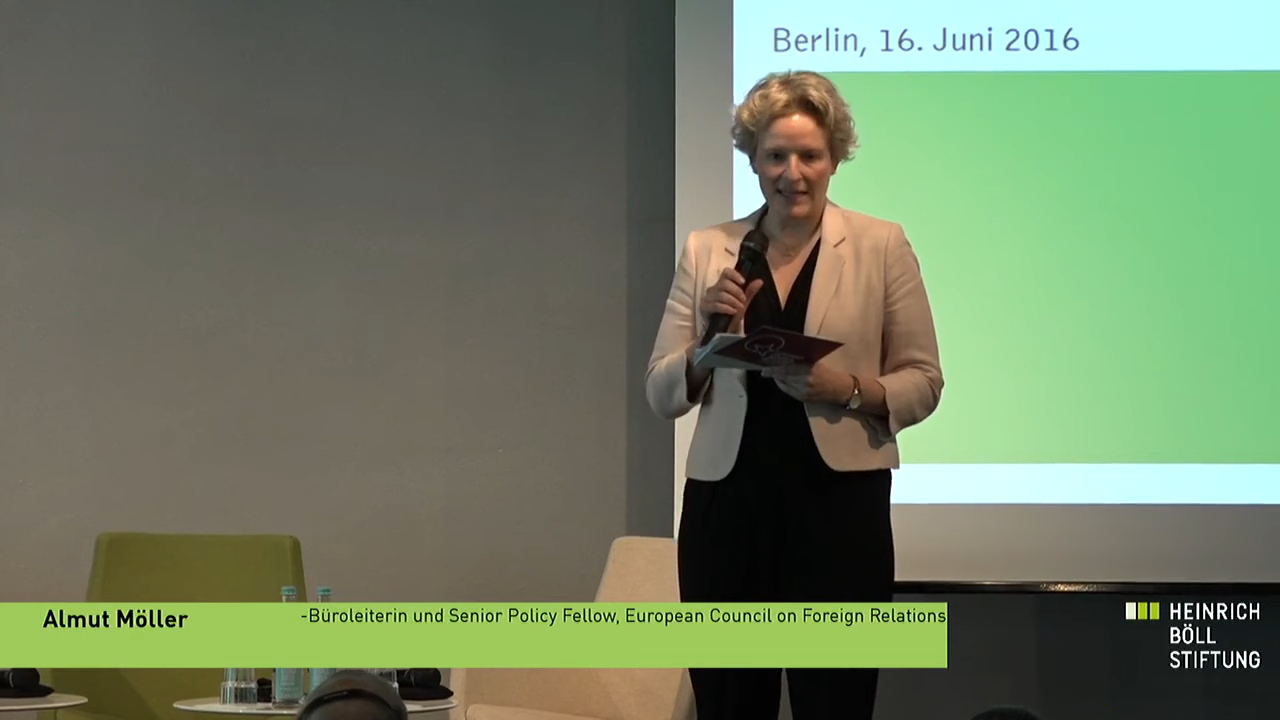 Berlin, 16. Juni 2016
Almut Möller
-Büroleiterin und Senior Policy Fellow, European Council on Foreign Relations
HEINRICH
BÖLL
STIFTUNG